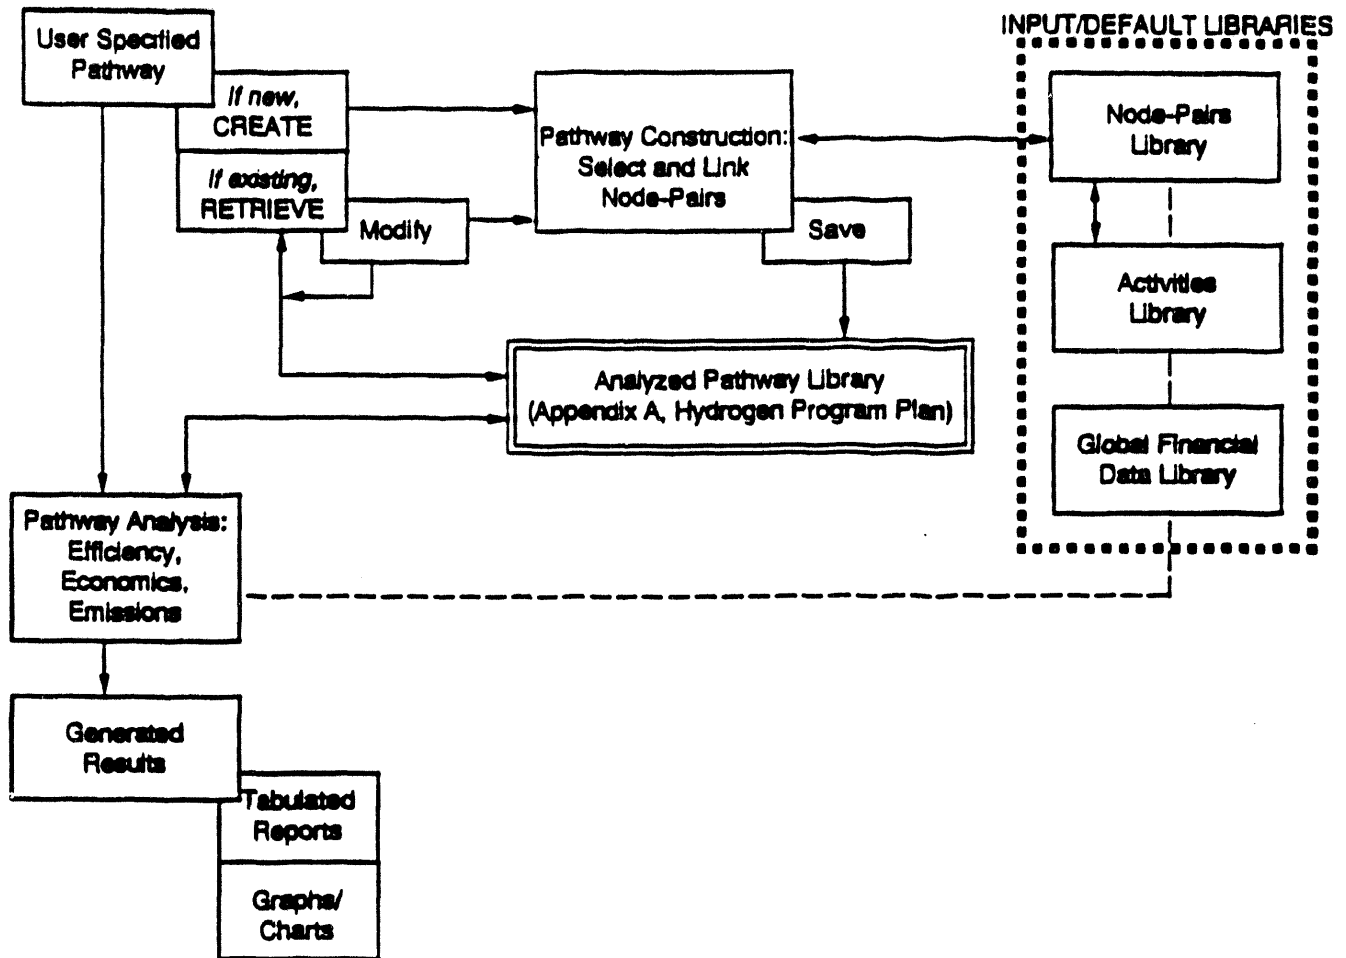 INPUT/DEFAULT LIBRARIES
User Specified
Pathway
If new,
CREATE
If existing,
RETRIEVE
Modify
Pathway Construction:
Select and Link
Node-Pairs
Save
Node-Pairs
Library
Activities
Library
Global Financial
Data Library
Analyzed Pathway Library
(Appendix A, Hydrogen Program Plan)
Pathway Analysis:
Efficiency,
Economics,
Emissions
Generated
Results
Tabulated
Reports
Graphs/
Charts